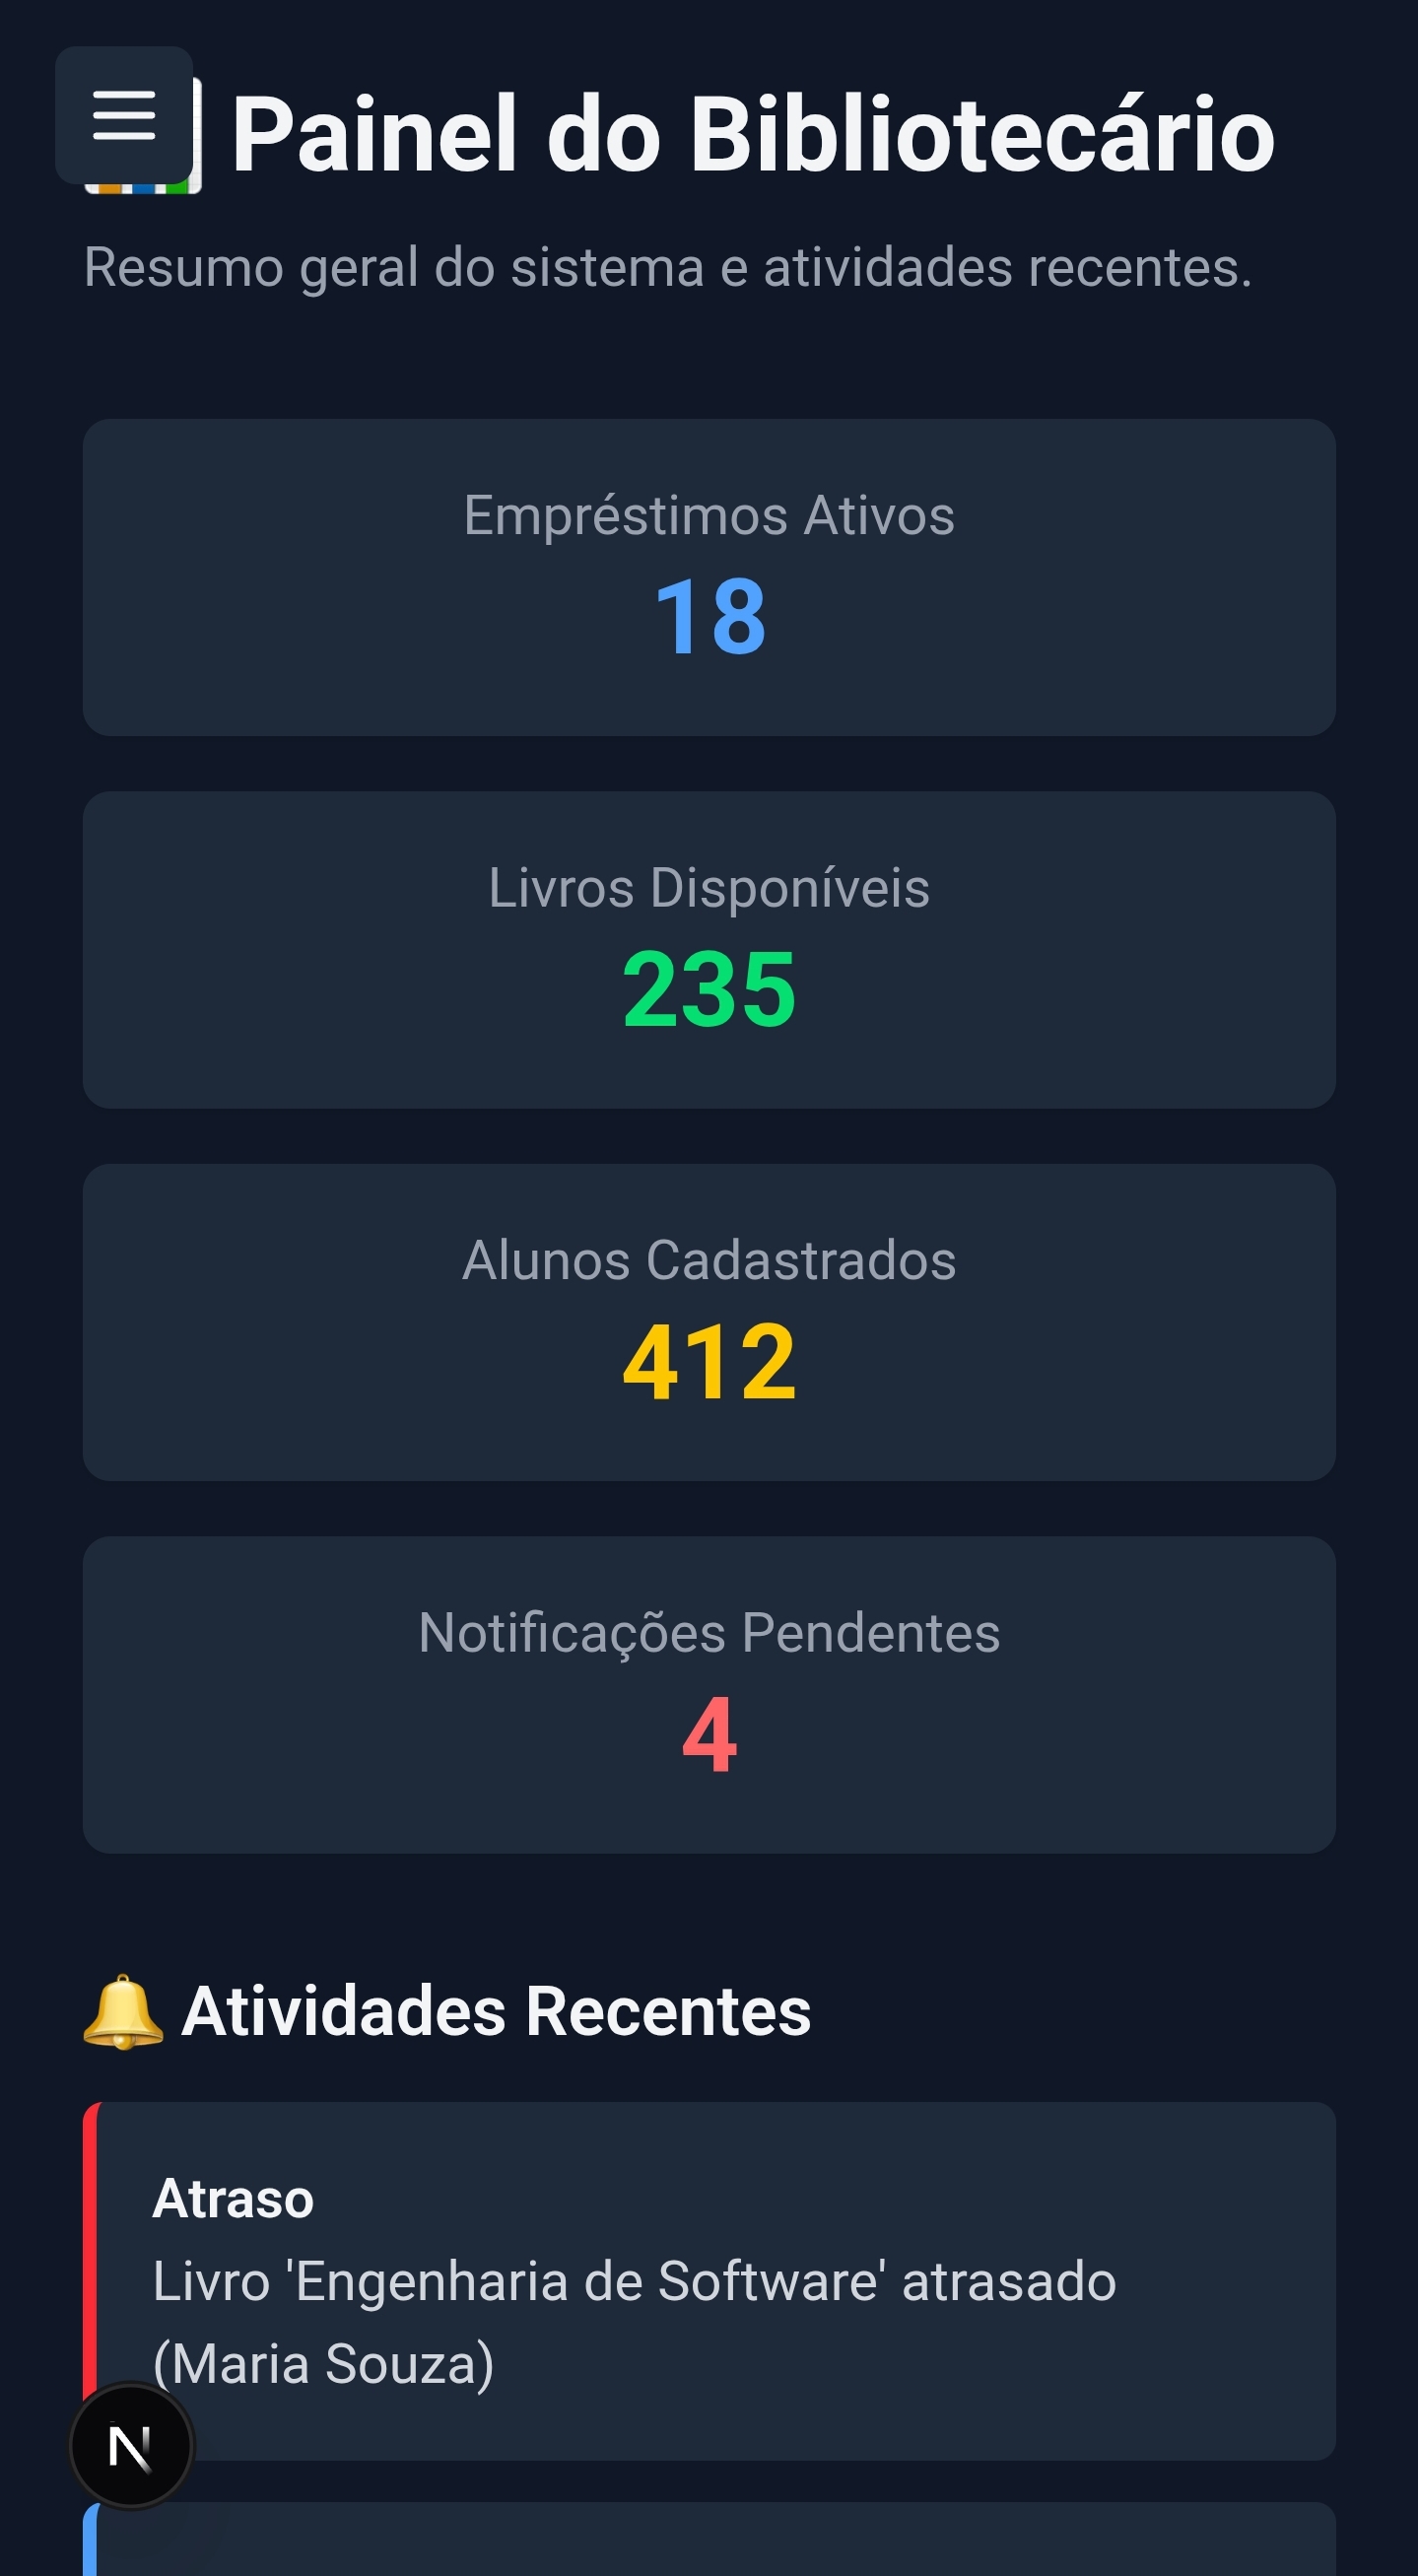 Painel do Bibliotecário
Resumo geral do sistema e atividades recentes.
Empréstimos Ativos
18
Livros Disponíveis
235
Alunos Cadastrados
412
Notificações Pendentes
4
Atividades Recentes
Atraso
Livro 'Engenharia de Software' atrasado
(Maria Souza)
N